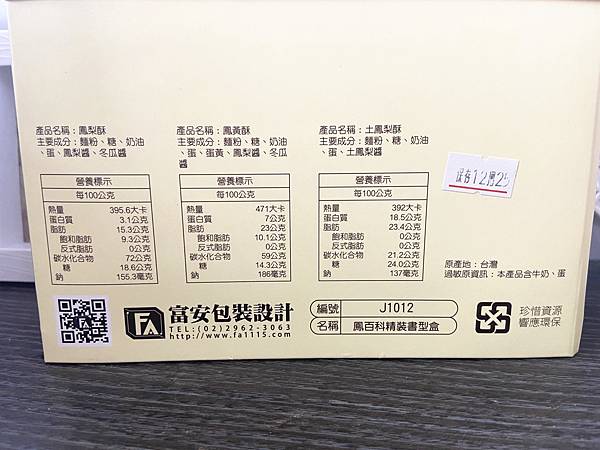 產品名稱：鳳梨酥
主要成分：麵粉、糖、奶油
、蛋、鳳梨醬、冬瓜醬
營養標示
每100公克
熱量 395.6大卡
蛋白質 3.1公克
脂肪 15.3公克
飽和脂肪 9.3公克
反式脂肪 0公克
碳水化合物 72公克
糖 18.6公克
鈉 155.3毫克
產品名稱：鳳黃酥
主要成分：麵粉、糖、奶油
、蛋、蛋黃、鳳梨醬、冬瓜
醬
營養標示
每100公克
熱量 471大卡
蛋白質 7公克
脂肪 23公克
飽和脂肪 10.1公克
反式脂肪 0公克
碳水化合物 59公克
糖 14.3公克
鈉 186毫克
產品名稱：土鳳梨酥
主要成分：麵粉、糖、奶油
、蛋、土鳳梨醬
營養標示
每100公克
熱量 392大卡
蛋白質 18.5公克
脂肪 23.4公克
飽和脂肪 0公克
反式脂肪 0公克
碳水化合物 21.2公克
糖 24.0公克
鈉 137毫克
保存12月25
原產地：台灣
過敏原資訊：本產品含牛奶、蛋
FA
富安包裝設計
TEL:(02)2962-3063
http://www.fa1115.com
編號 J1012
名稱 鳳百科精裝書型盒
珍惜資源
響應環保